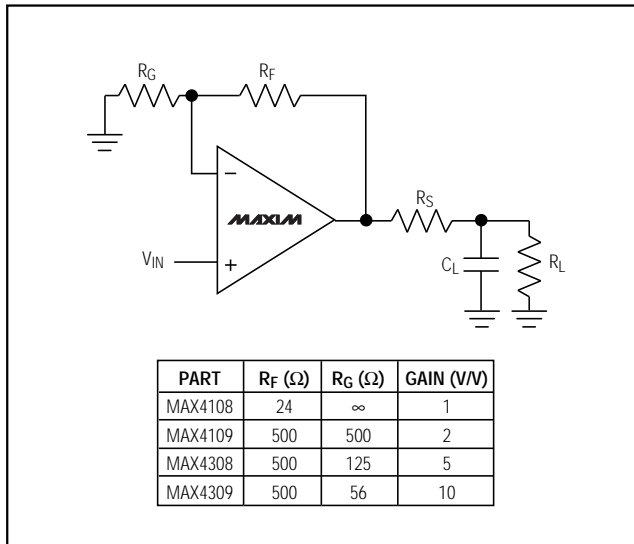 RG
RF
−
MAXIM
RS
VIN
+
CL
RL
PART RF (Ω) RG (Ω) GAIN (V/V)
MAX4108 24 ∞ 1
MAX4109 500 500 2
MAX4308 500 125 5
MAX4309 500 56 10